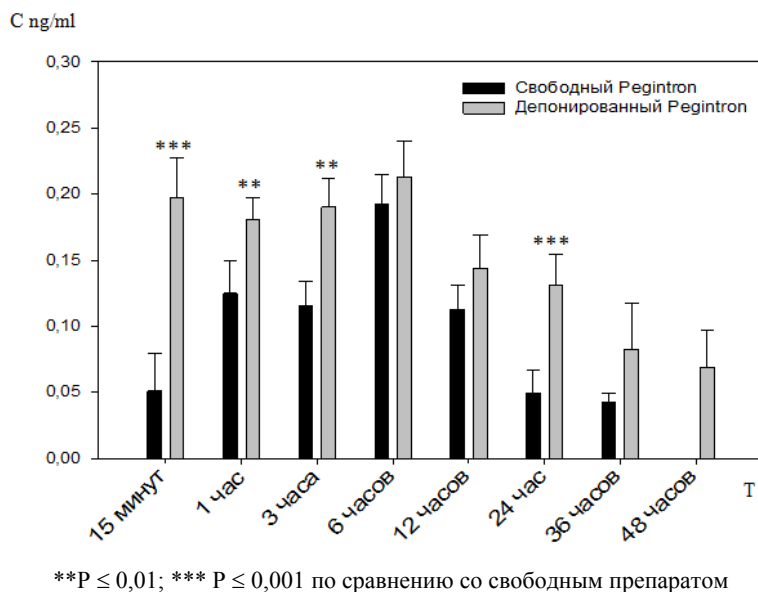 C ng/ml
0,30
0,25
0,20
0,15
0,10
0,05
0,00
Свободный Pegintron
Депонированный Pegintron
***
**
**
***
15 минут
1 час
3 часа
6 часов
12 часов
24 час
36 часов
48 часов
T
**P ≤ 0,01; *** P ≤ 0,001 по сравнению со свободным препаратом